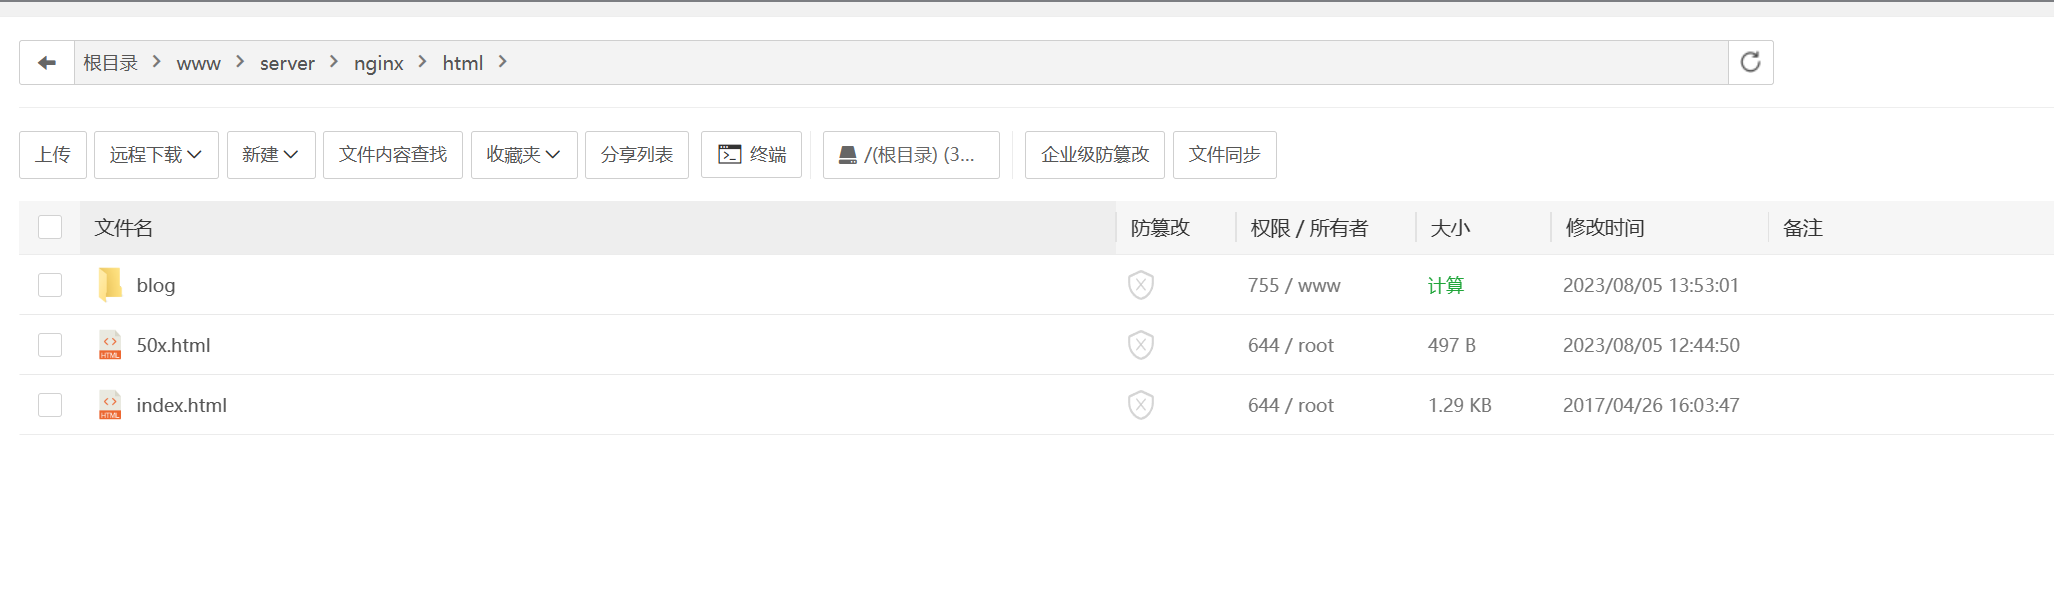 根目录 > www > server > nginx > html >
上传 远程下载 新建 文件内容查找 收藏夹 分享列表 终端 /(根目录) (3... 企业级防篡改 文件同步
文件名 防篡改 权限 / 所有者 大小 修改时间 备注
blog 755 / www 计算 2023/08/05 13:53:01
50x.html 644 / root 497 B 2023/08/05 12:44:50
index.html 644 / root 1.29 KB 2017/04/26 16:03:47